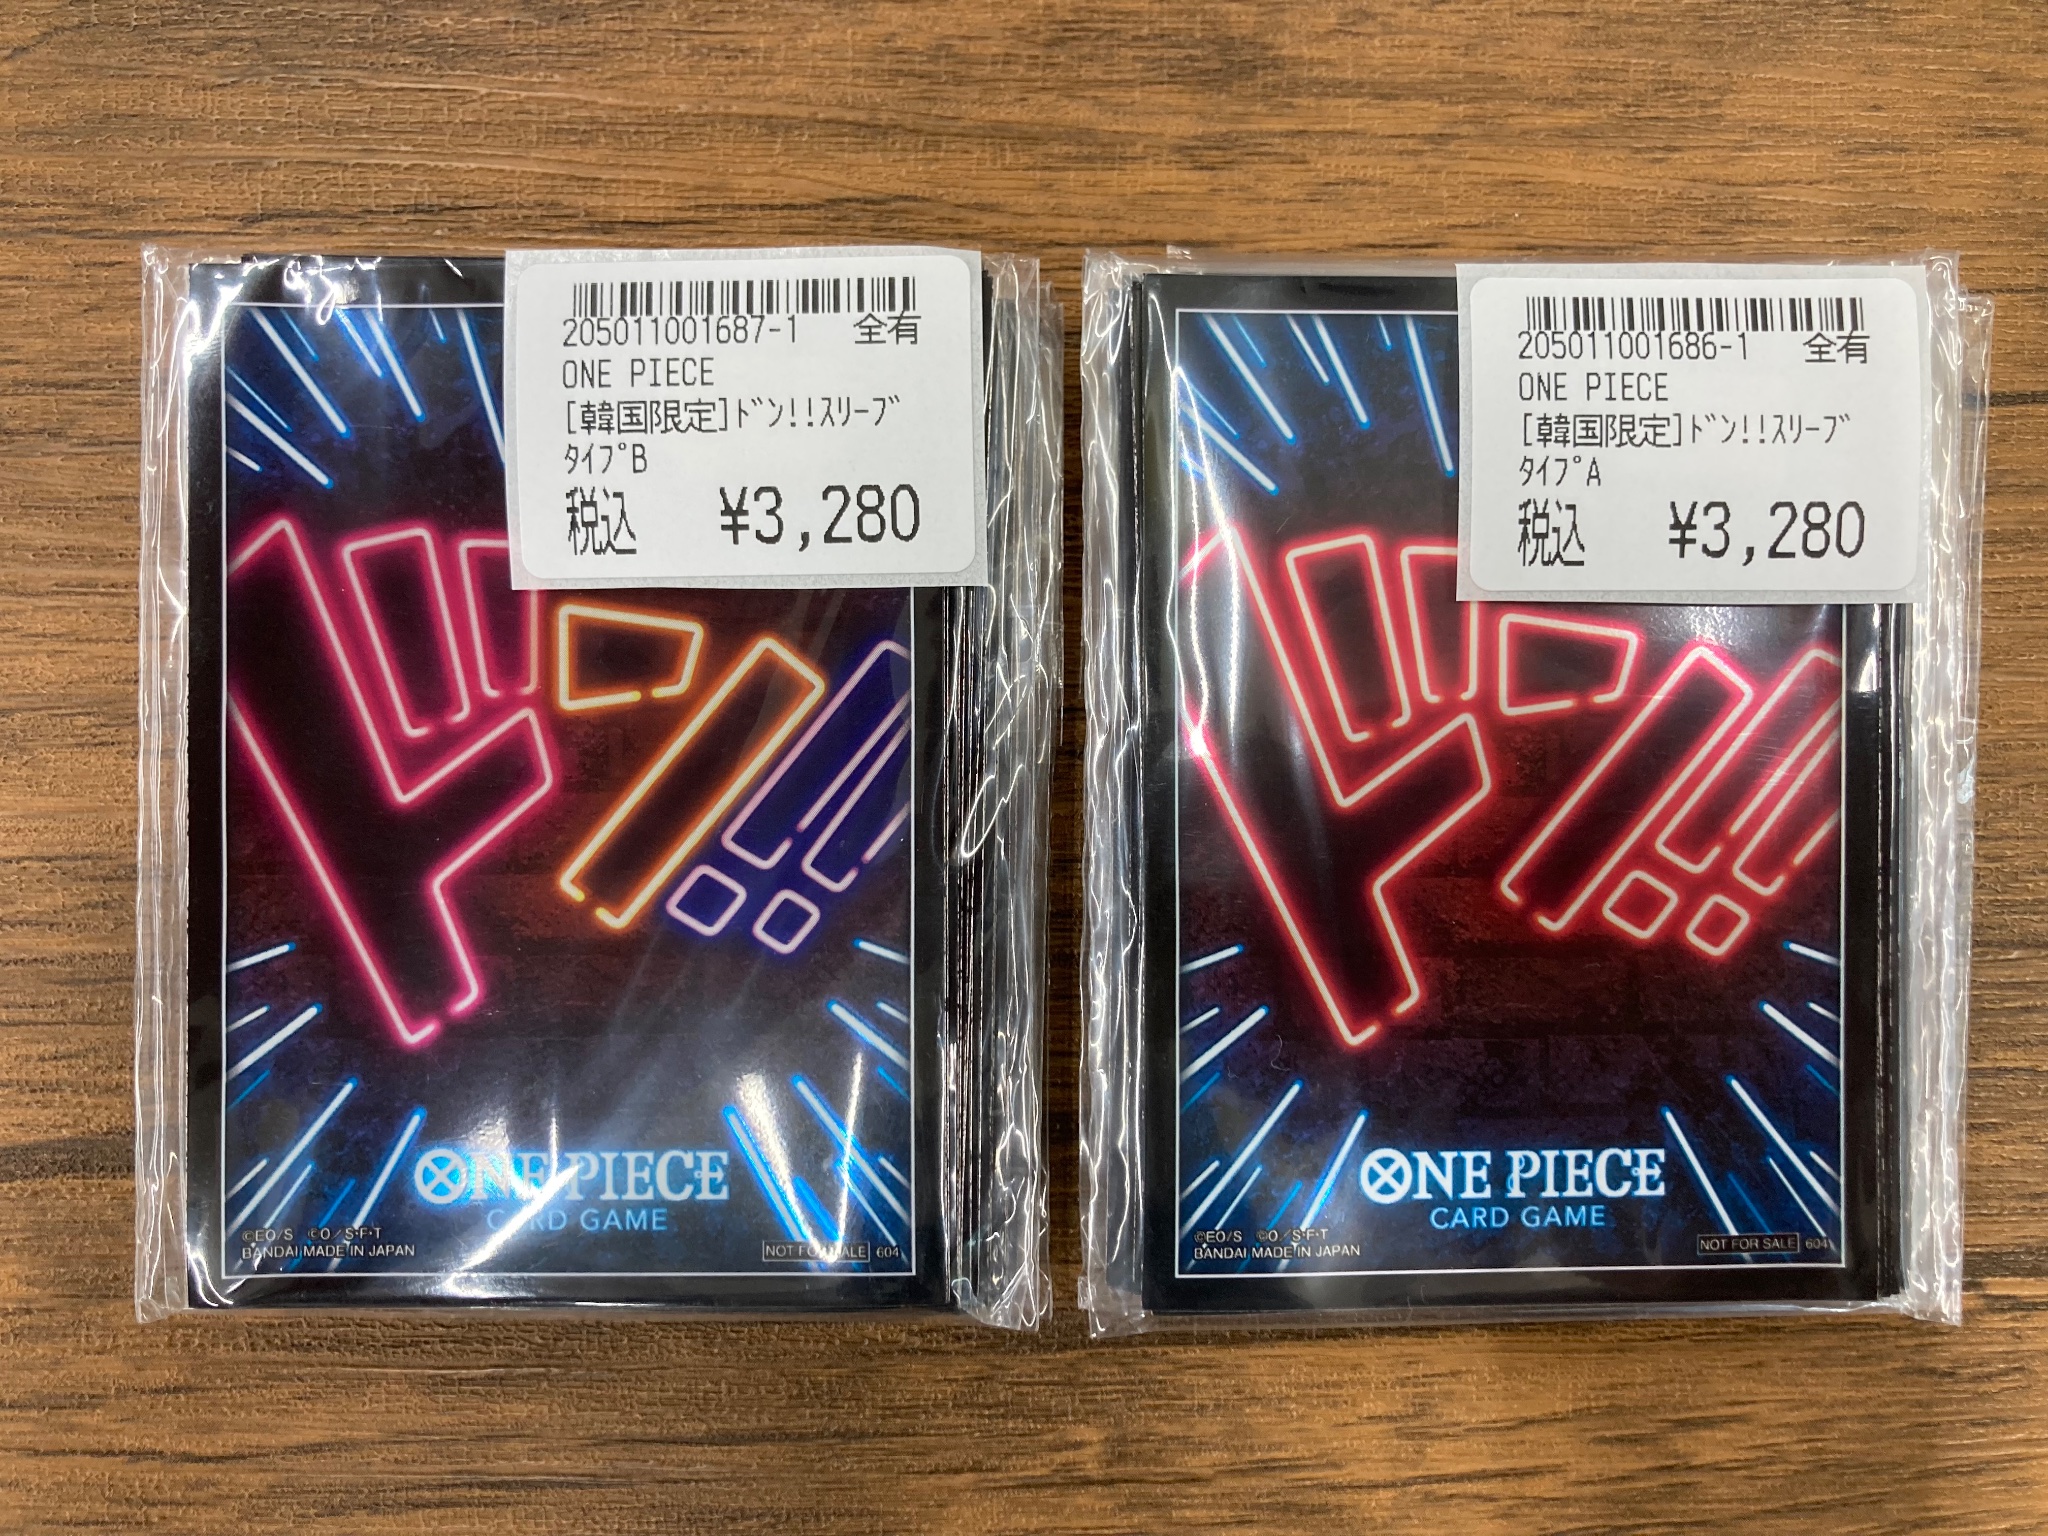 205011001687-1 全有
ONE PIECE
[韓国限定]ﾄﾞﾝ!!ｽﾘｰﾌﾞ
ﾀｲﾌﾟB
税込 ¥3,280
ドン!!
ONE PIECE
CARD GAME
©EO/S ©O/S・F・T
BANDAI MADE IN JAPAN
NOT FOR SALE 604
205011001686-1 全有
ONE PIECE
[韓国限定]ﾄﾞﾝ!!ｽﾘｰﾌﾞ
ﾀｲﾌﾟA
税込 ¥3,280
ドン!!
ONE PIECE
CARD GAME
©EO/S ©O/S・F・T
BANDAI MADE IN JAPAN
NOT FOR SALE 604